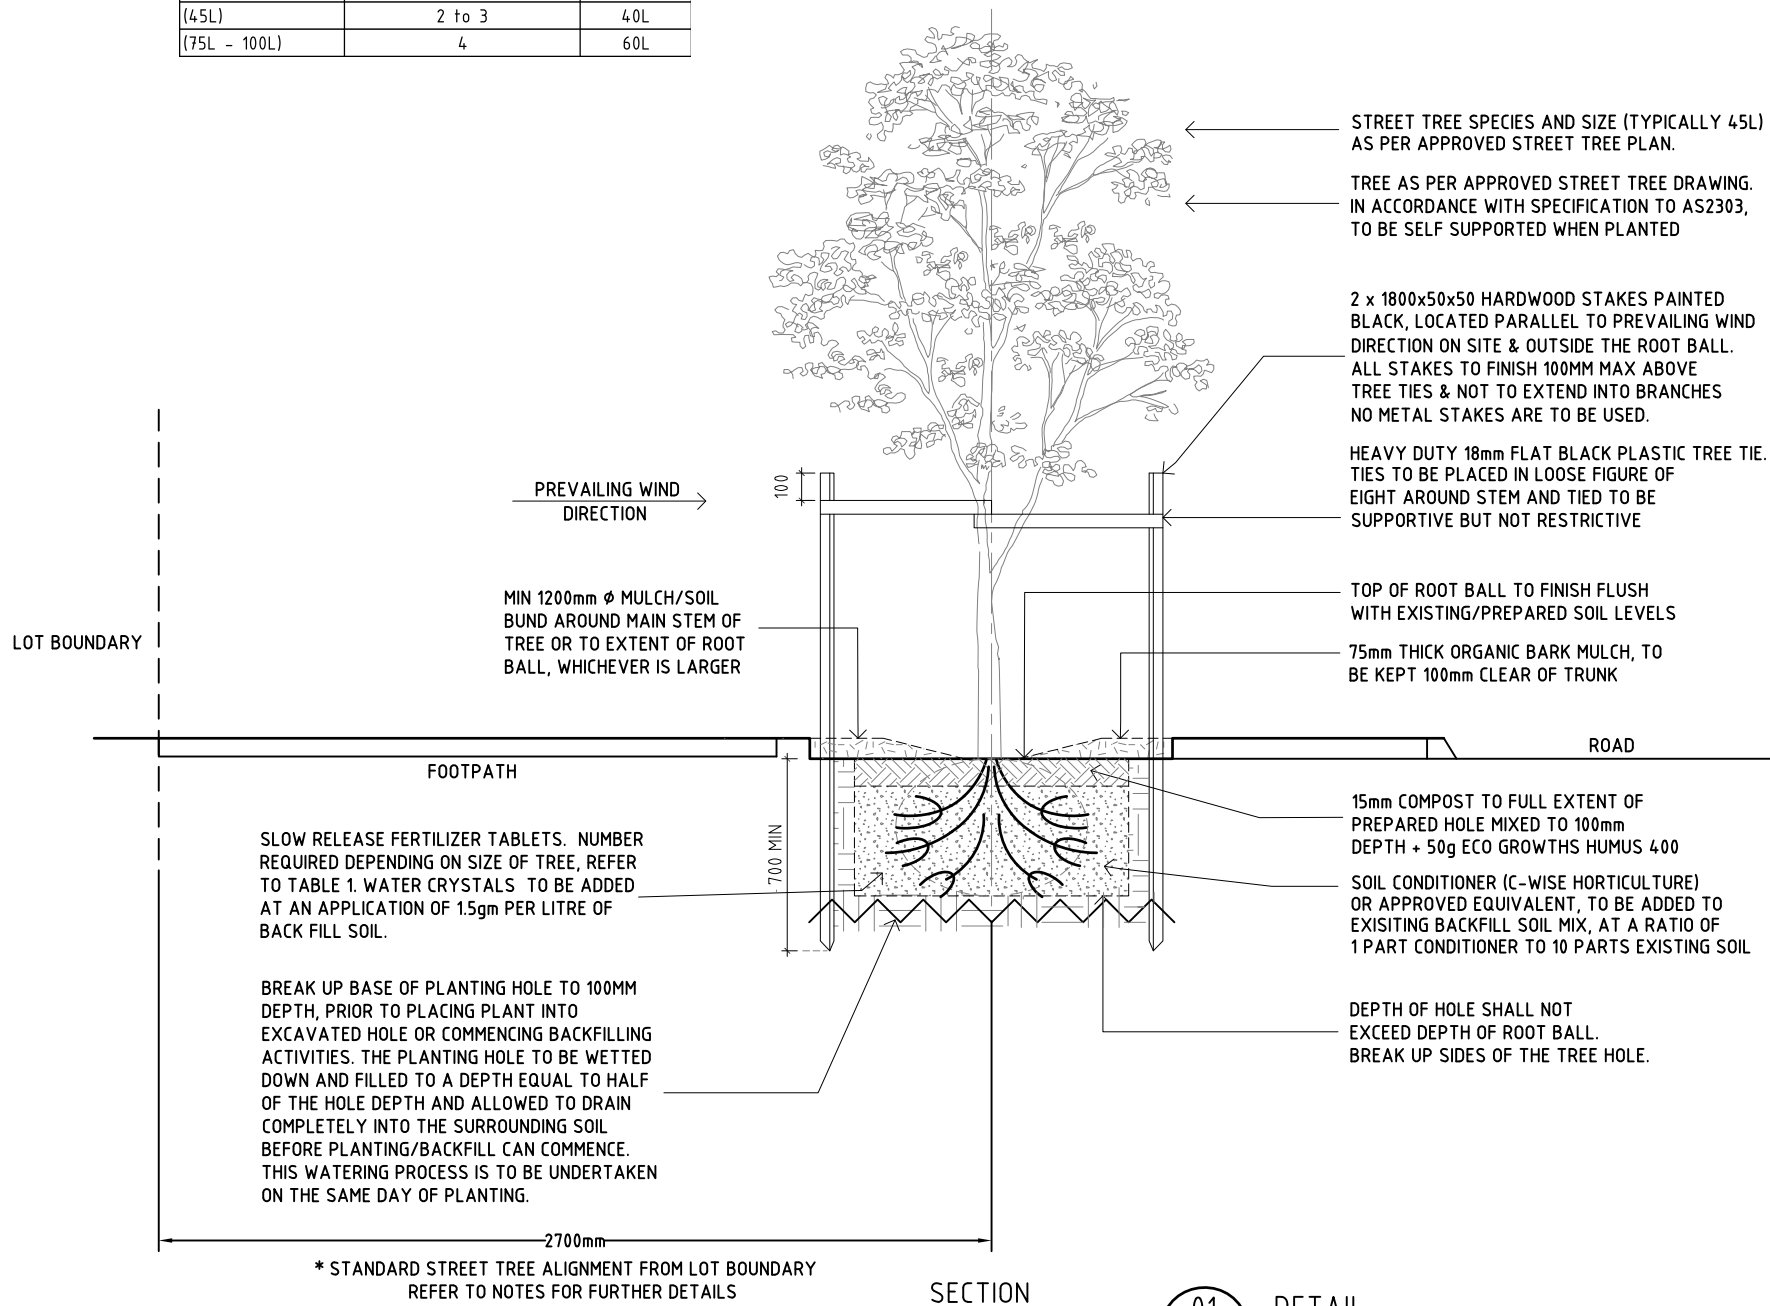 (45L) 2 to 3 40L
(75L - 100L) 4 60L
STREET TREE SPECIES AND SIZE (TYPICALLY 45L)
AS PER APPROVED STREET TREE PLAN.
TREE AS PER APPROVED STREET TREE DRAWING.
IN ACCORDANCE WITH SPECIFICATION TO AS2303,
TO BE SELF SUPPORTED WHEN PLANTED
2 x 1800x50x50 HARDWOOD STAKES PAINTED
BLACK, LOCATED PARALLEL TO PREVAILING WIND
DIRECTION ON SITE & OUTSIDE THE ROOT BALL.
ALL STAKES TO FINISH 100MM MAX ABOVE
TREE TIES & NOT TO EXTEND INTO BRANCHES
NO METAL STAKES ARE TO BE USED.
HEAVY DUTY 18mm FLAT BLACK PLASTIC TREE TIE.
TIES TO BE PLACED IN LOOSE FIGURE OF
EIGHT AROUND STEM AND TIED TO BE
SUPPORTIVE BUT NOT RESTRICTIVE
100
PREVAILING WIND
DIRECTION
MIN 1200mm ø MULCH/SOIL
BUND AROUND MAIN STEM OF
TREE OR TO EXTENT OF ROOT
BALL, WHICHEVER IS LARGER
LOT BOUNDARY
TOP OF ROOT BALL TO FINISH FLUSH
WITH EXISTING/PREPARED SOIL LEVELS
75mm THICK ORGANIC BARK MULCH, TO
BE KEPT 100mm CLEAR OF TRUNK
ROAD
FOOTPATH
700 MIN
15mm COMPOST TO FULL EXTENT OF
PREPARED HOLE MIXED TO 100mm
DEPTH + 50g ECO GROWTHS HUMUS 400
SLOW RELEASE FERTILIZER TABLETS. NUMBER
REQUIRED DEPENDING ON SIZE OF TREE, REFER
TO TABLE 1. WATER CRYSTALS TO BE ADDED
AT AN APPLICATION OF 1.5gm PER LITRE OF
BACK FILL SOIL.
SOIL CONDITIONER (C-WISE HORTICULTURE)
OR APPROVED EQUIVALENT, TO BE ADDED TO
EXISITING BACKFILL SOIL MIX, AT A RATIO OF
1 PART CONDITIONER TO 10 PARTS EXISTING SOIL
BREAK UP BASE OF PLANTING HOLE TO 100MM
DEPTH, PRIOR TO PLACING PLANT INTO
EXCAVATED HOLE OR COMMENCING BACKFILLING
ACTIVITIES. THE PLANTING HOLE TO BE WETTED
DOWN AND FILLED TO A DEPTH EQUAL TO HALF
OF THE HOLE DEPTH AND ALLOWED TO DRAIN
COMPLETELY INTO THE SURROUNDING SOIL
BEFORE PLANTING/BACKFILL CAN COMMENCE.
THIS WATERING PROCESS IS TO BE UNDERTAKEN
ON THE SAME DAY OF PLANTING.
DEPTH OF HOLE SHALL NOT
EXCEED DEPTH OF ROOT BALL.
BREAK UP SIDES OF THE TREE HOLE.
2700mm
* STANDARD STREET TREE ALIGNMENT FROM LOT BOUNDARY
REFER TO NOTES FOR FURTHER DETAILS
SECTION
01 DETAIL